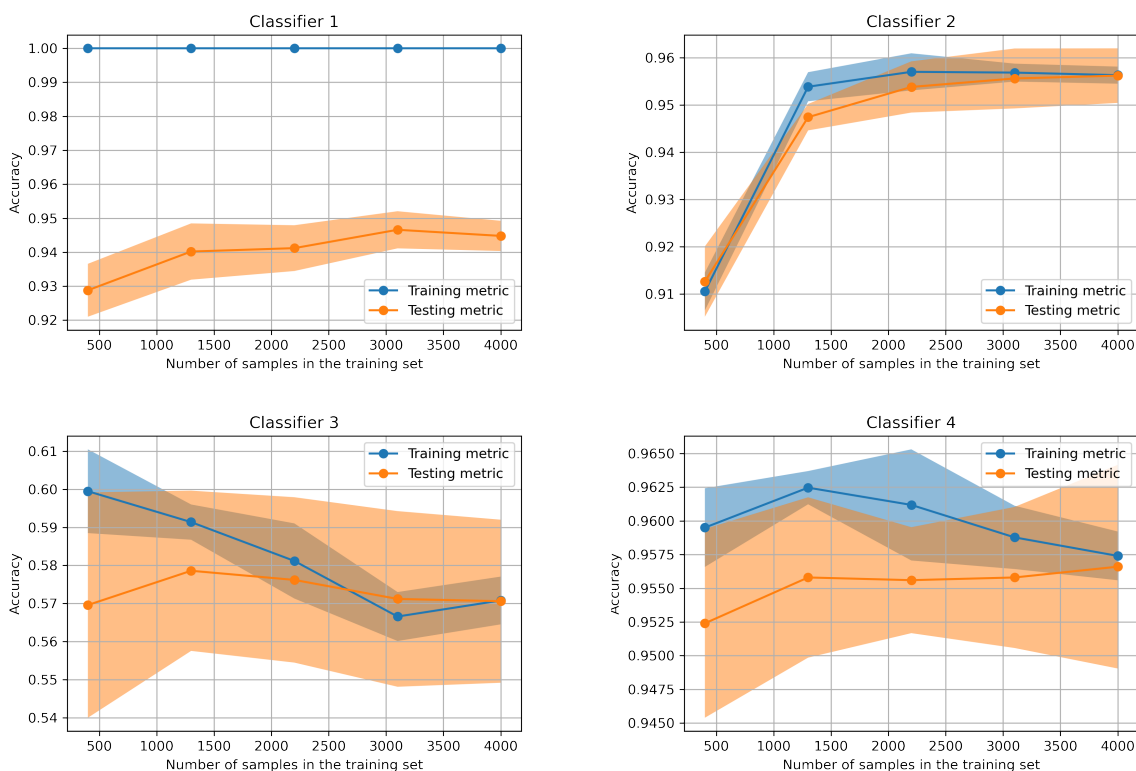 Classifier 1
1.00
0.99
0.98
0.97
0.96
0.95
0.94
0.93
0.92
Accuracy
Training metric
Testing metric
500 1000 1500 2000 2500 3000 3500 4000
Number of samples in the training set
Classifier 2
0.96
0.95
0.94
0.93
0.92
0.91
Accuracy
Training metric
Testing metric
500 1000 1500 2000 2500 3000 3500 4000
Number of samples in the training set
Classifier 3
0.61
0.60
0.59
0.58
0.57
0.56
0.55
0.54
Accuracy
Training metric
Testing metric
500 1000 1500 2000 2500 3000 3500 4000
Number of samples in the training set
Classifier 4
0.9650
0.9625
0.9600
0.9575
0.9550
0.9525
0.9500
0.9475
0.9450
Accuracy
Training metric
Testing metric
500 1000 1500 2000 2500 3000 3500 4000
Number of samples in the training set